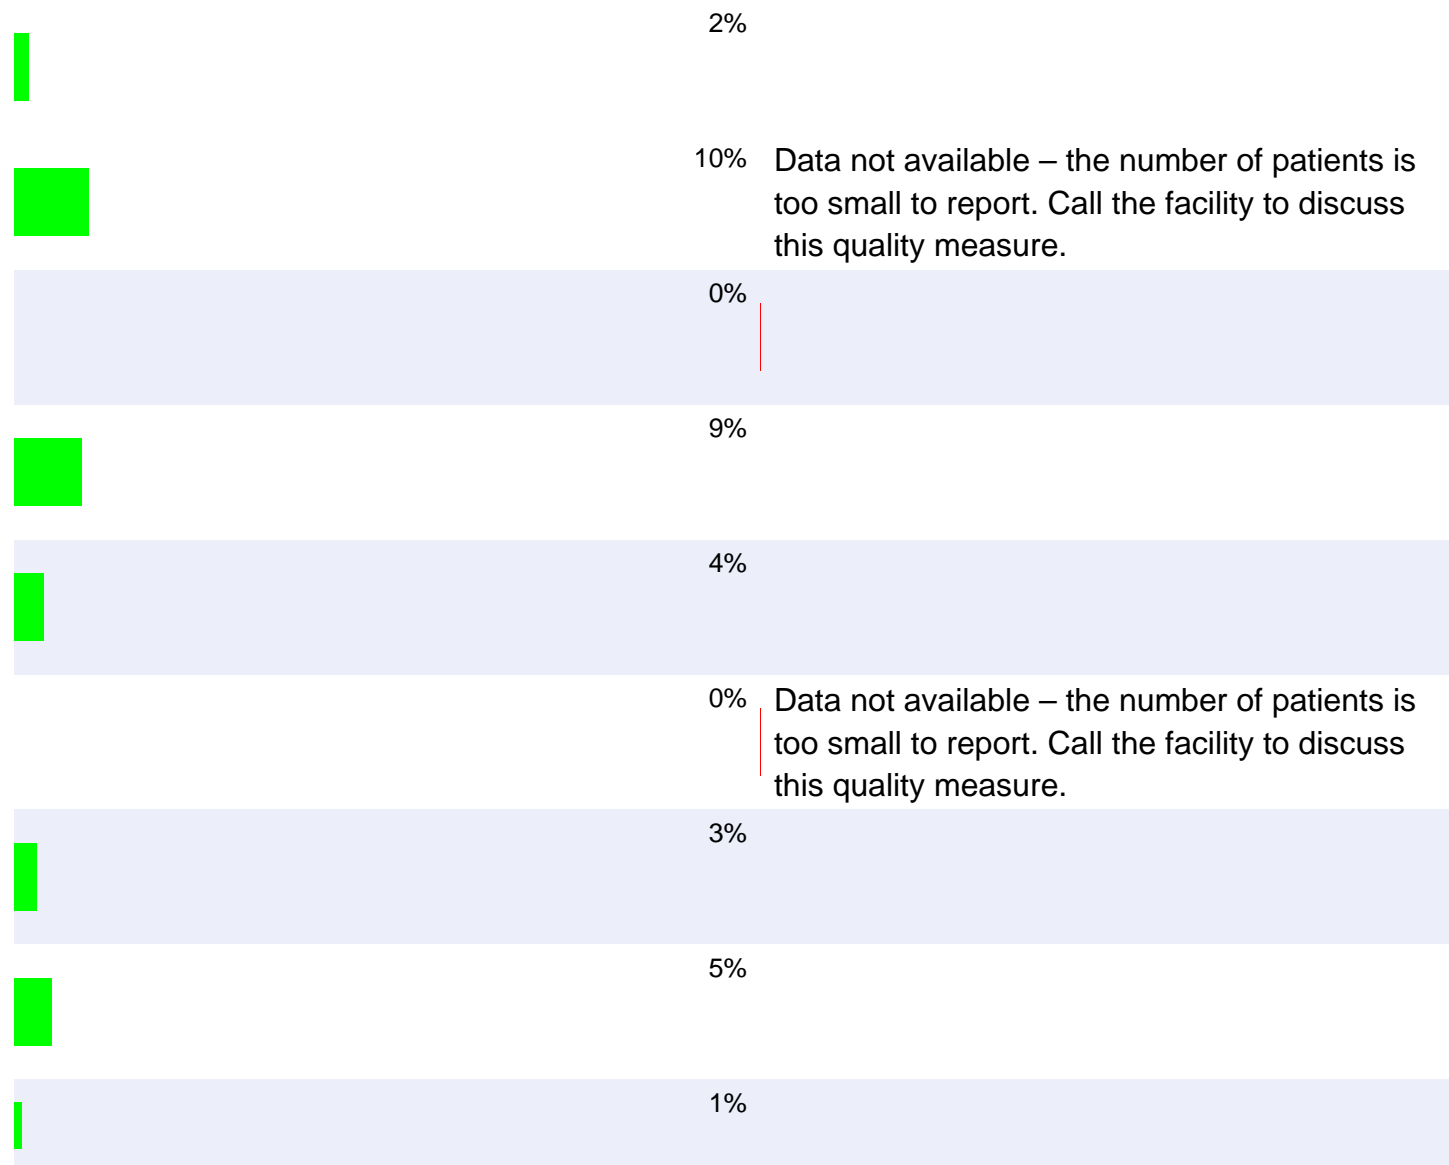 2%
10% Data not available – the number of patients is
too small to report. Call the facility to discuss
this quality measure.
0%
9%
4%
0% Data not available – the number of patients is
too small to report. Call the facility to discuss
this quality measure.
3%
5%
1%